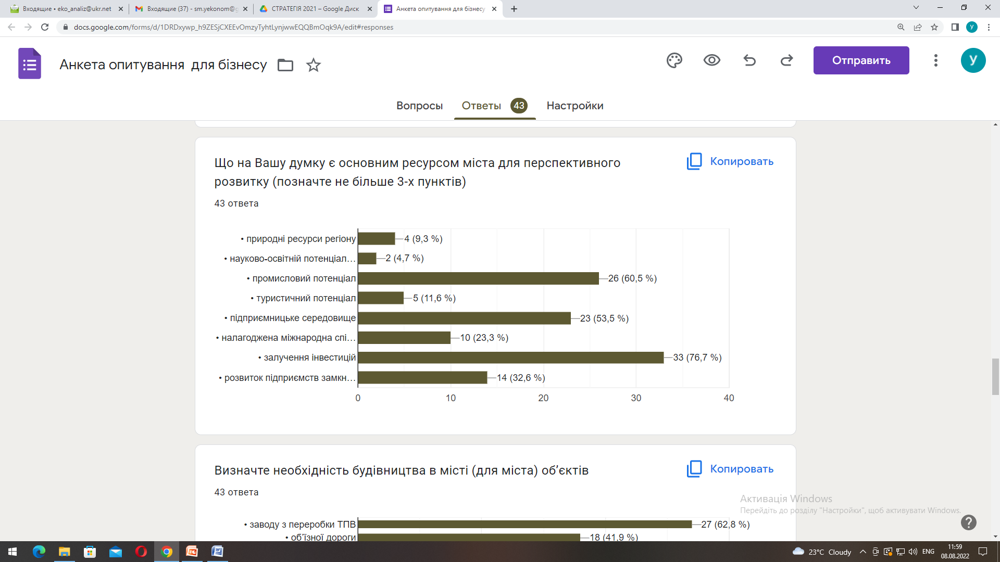 Входящие • eko_analiz@ukr.net
Входящие (37) - sm.yekonom@g
СТРАТЕГІЯ 2021 – Google Диск
Анкета опитування для бізнесу
docs.google.com/forms/d/1DRDxywp_h9ZESjCXEEvOmzyTyhtLynjwwEQQBmOqk9A/edit#responses
У
Анкета опитування для бізнесу
Отправить
У
Вопросы
Ответы 43
Настройки
Що на Вашу думку є основним ресурсом міста для перспективного
розвитку (позначте не більше 3-х пунктів)
Копировать
43 ответа
• природні ресурси регіону 4 (9,3 %)
• науково-освітній потенціал… 2 (4,7 %)
• промисловий потенціал 26 (60,5 %)
• туристичний потенціал 5 (11,6 %)
• підприємницьке середовище 23 (53,5 %)
• налагоджена міжнародна спі… 10 (23,3 %)
• залучення інвестицій 33 (76,7 %)
• розвиток підприємств замкн… 14 (32,6 %)
0 10 20 30 40
Визначте необхідність будівництва в місті (для міста) об’єктів
Копировать
43 ответа
• заводу з переробки ТПВ 27 (62,8 %)
• об’їзної дороги 18 (41,9 %)
Активація Windows
Перейдіть до розділу "Настройки", щоб активувати Windows.
23°C Cloudy
ENG
11:59
08.08.2022